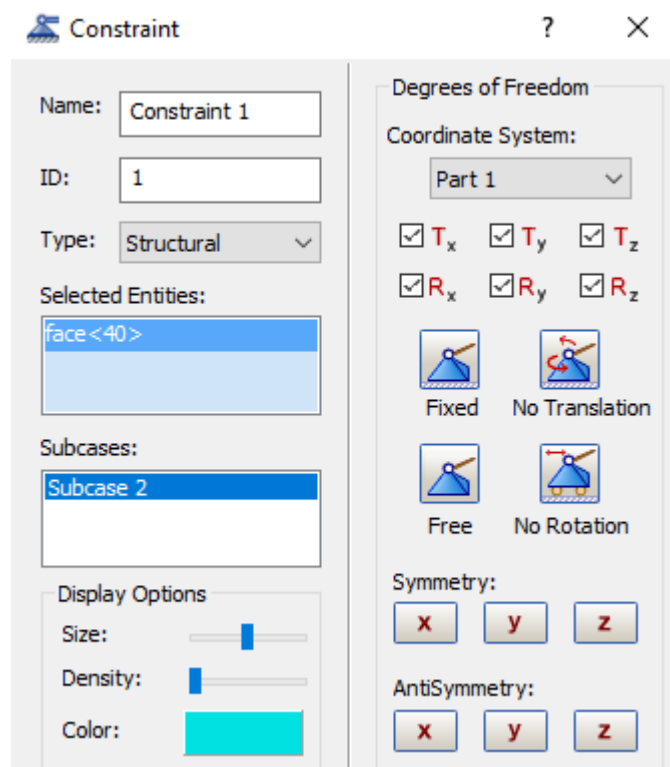 Constraint
?
Name: Constraint 1
ID: 1
Type: Structural
Selected Entities:
face<40>
Subcases:
Subcase 2
Display Options
Size:
Density:
Color:
Degrees of Freedom
Coordinate System:
Part 1
Tx Ty Tz
Rx Ry Rz
Fixed No Translation
Free No Rotation
Symmetry:
x y z
AntiSymmetry:
x y z